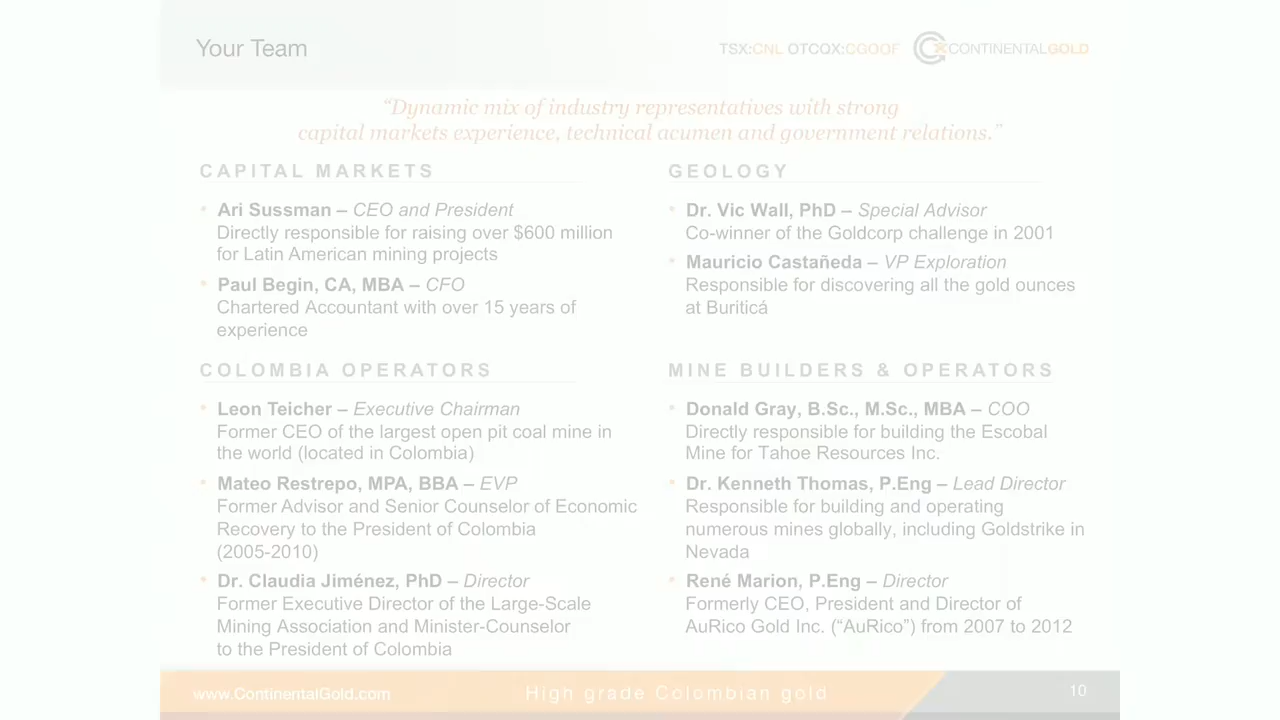 Your Team
TSX:CNL OTCQX:CGOOF
CONTINENTALGOLD
“Dynamic mix of industry representatives with strong
capital markets experience, technical acumen and government relations.”
CAPITAL MARKETS
• Ari Sussman – CEO and President
Directly responsible for raising over $600 million
for Latin American mining projects
• Paul Begin, CA, MBA – CFO
Chartered Accountant with over 15 years of
experience
GEOLOGY
• Dr. Vic Wall, PhD – Special Advisor
Co-winner of the Goldcorp challenge in 2001
• Mauricio Castañeda – VP Exploration
Responsible for discovering all the gold ounces
at Buriticá
COLOMBIA OPERATORS
• Leon Teicher – Executive Chairman
Former CEO of the largest open pit coal mine in
the world (located in Colombia)
• Mateo Restrepo, MPA, BBA – EVP
Former Advisor and Senior Counselor of Economic
Recovery to the President of Colombia
(2005-2010)
• Dr. Claudia Jiménez, PhD – Director
Former Executive Director of the Large-Scale
Mining Association and Minister-Counselor
to the President of Colombia
MINE BUILDERS & OPERATORS
• Donald Gray, B.Sc., M.Sc., MBA – COO
Directly responsible for building the Escobal
Mine for Tahoe Resources Inc.
• Dr. Kenneth Thomas, P.Eng – Lead Director
Responsible for building and operating
numerous mines globally, including Goldstrike in
Nevada
• René Marion, P.Eng – Director
Formerly CEO, President and Director of
AuRico Gold Inc. (“AuRico”) from 2007 to 2012
www.ContinentalGold.com
High grade Colombian gold
10